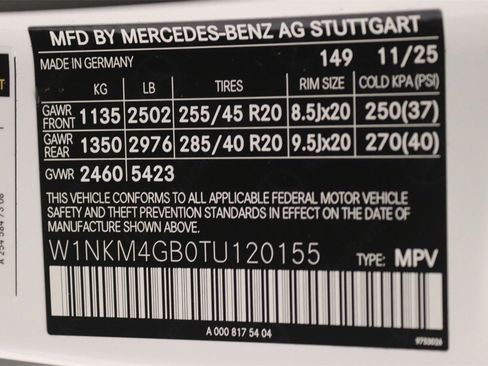 MFD BY MERCEDES-BENZ AG STUTTGART
MADE IN GERMANY 149 11/25
KG LB TIRES RIM SIZE COLD KPA(PSI)
GAWR FRONT 1135 2502 255/45 R20 8.5Jx20 250(37)
GAWR REAR 1350 2976 285/40 R20 9.5Jx20 270(40)
GVWR 2460 5423
THIS VEHICLE CONFORMS TO ALL APPLICABLE FEDERAL MOTOR VEHICLE
SAFETY AND THEFT PREVENTION STANDARDS IN EFFECT ON THE DATE OF
MANUFACTURE SHOWN ABOVE.
W1NKM4GB0TU120155 TYPE: MPV
A 000 817 54 04